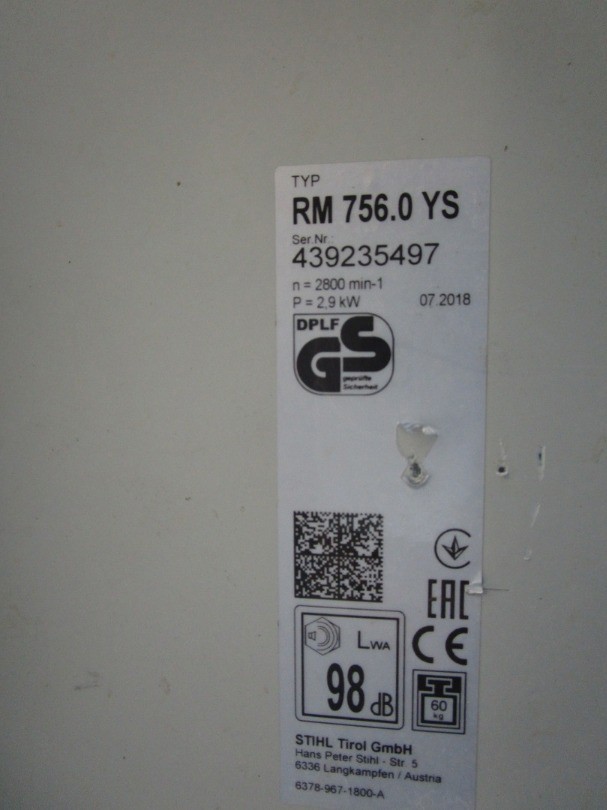 TYP
RM 756.0 YS
Ser.Nr.:
439235497
n = 2800 min-1
P = 2,9 kW 07.2018
DPLF
GS
geprüfte
Sicherheit
EAC
CE
LWA
98 dB
60
kg
STIHL Tirol GmbH
Hans Peter Stihl - Str. 5
6336 Langkampfen / Austria
6378-967-1800-A